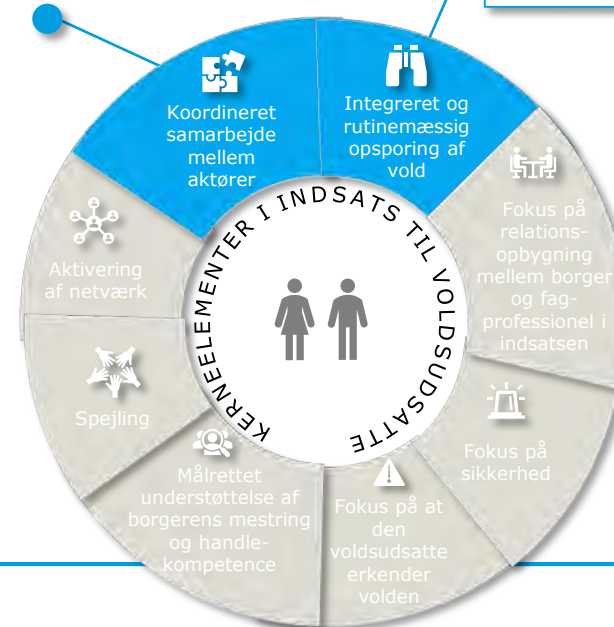 Koordineret
samarbejde
mellem
aktører
Integreret og
rutinemæssig
opsporing af
vold
Fokus på
relations-
opbygning
mellem borger
og fag-
professionel i
indsatsen
Fokus på
sikkerhed
Fokus på at
den
voldsudsatte
erkender
volden
Målrettet
understøttelse af
borgerens mestring
og handle-
kompetence
Spejling
Aktivering
af netværk
KERNEELEMENTER I INDSATS TIL VOLDSUDSATTE